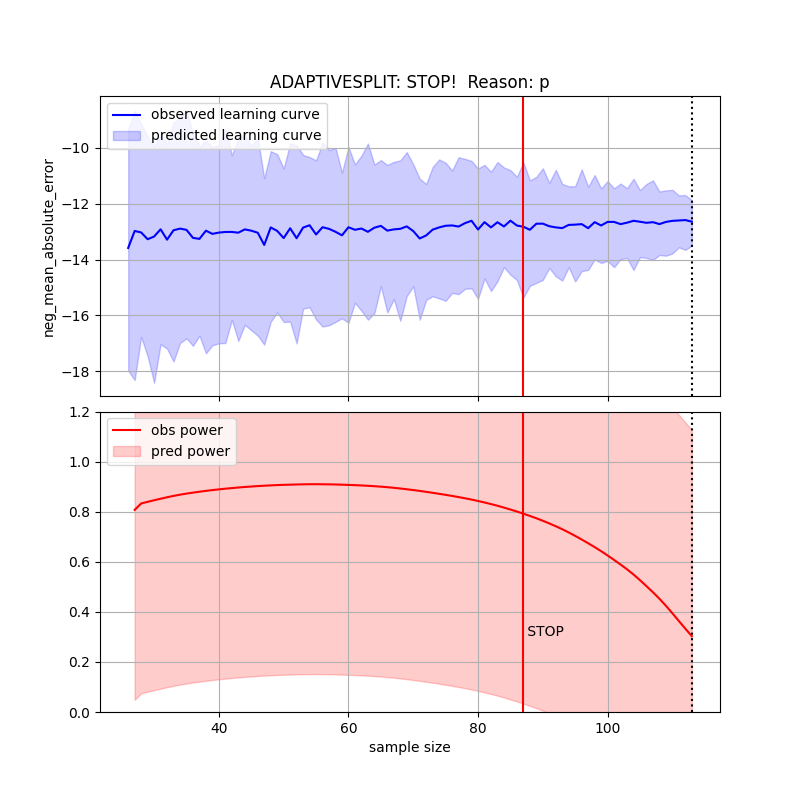 ADAPTIVESPLIT: STOP!  Reason: p
observed learning curve
predicted learning curve
neg_mean_absolute_error
−10
−12
−14
−16
−18
obs power
pred power
1.2
1.0
0.8
0.6
0.4
0.2
0.0
STOP
40 60 80 100
sample size